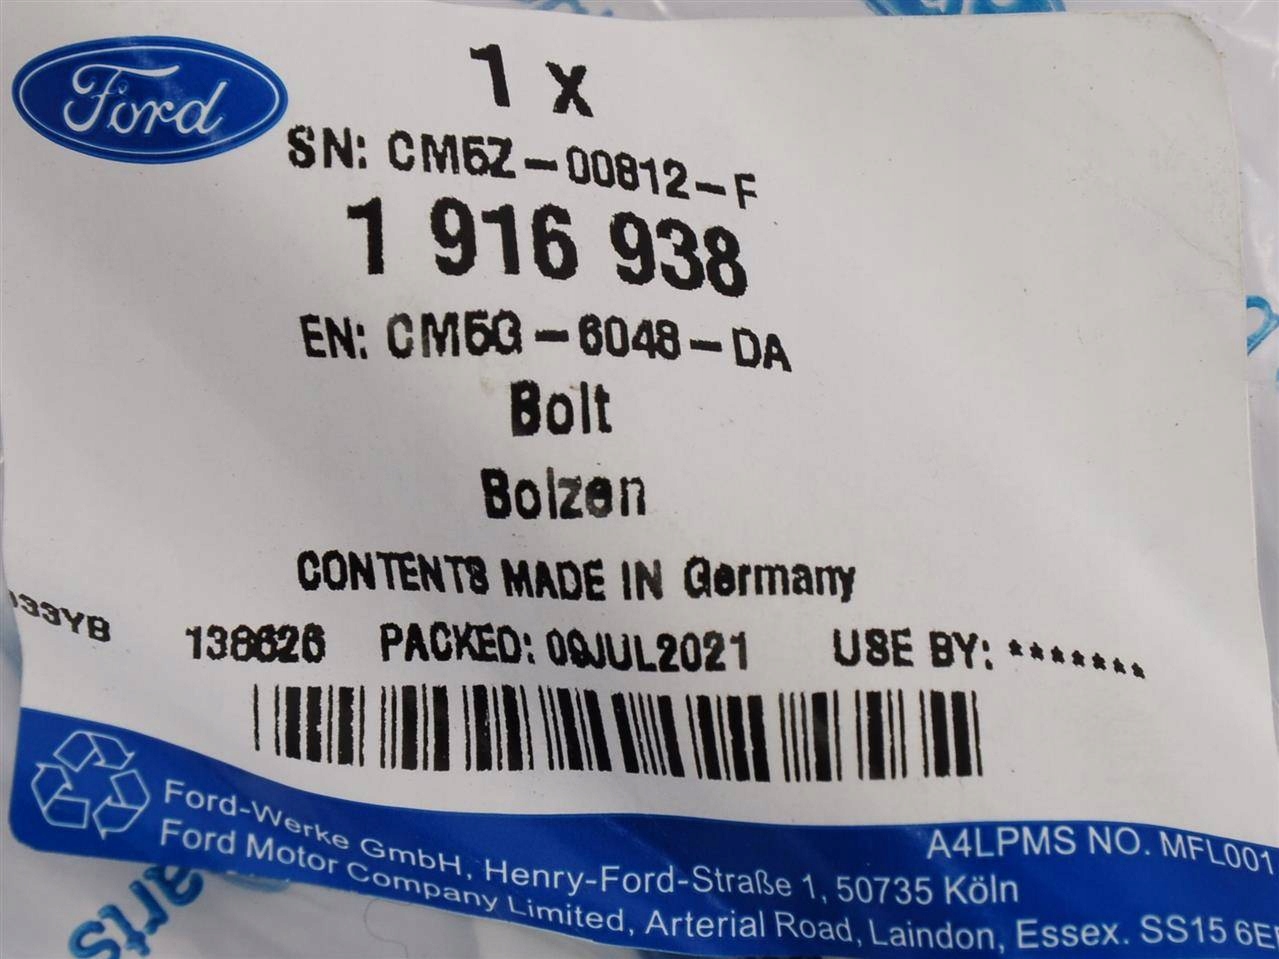 Ford
1 x
SN: CM5Z-00812-F
1 916 938
EN: CM5G-6048-DA
Bolt
Bolzen
CONTENTS MADE IN Germany
33YB 138626 PACKED: 09JUL2021 USE BY: *******
A4LPMS NO. MFL001
Ford-Werke GmbH, Henry-Ford-Straße 1, 50735 Köln
Ford Motor Company Limited, Arterial Road, Laindon, Essex. SS15 6E
arts